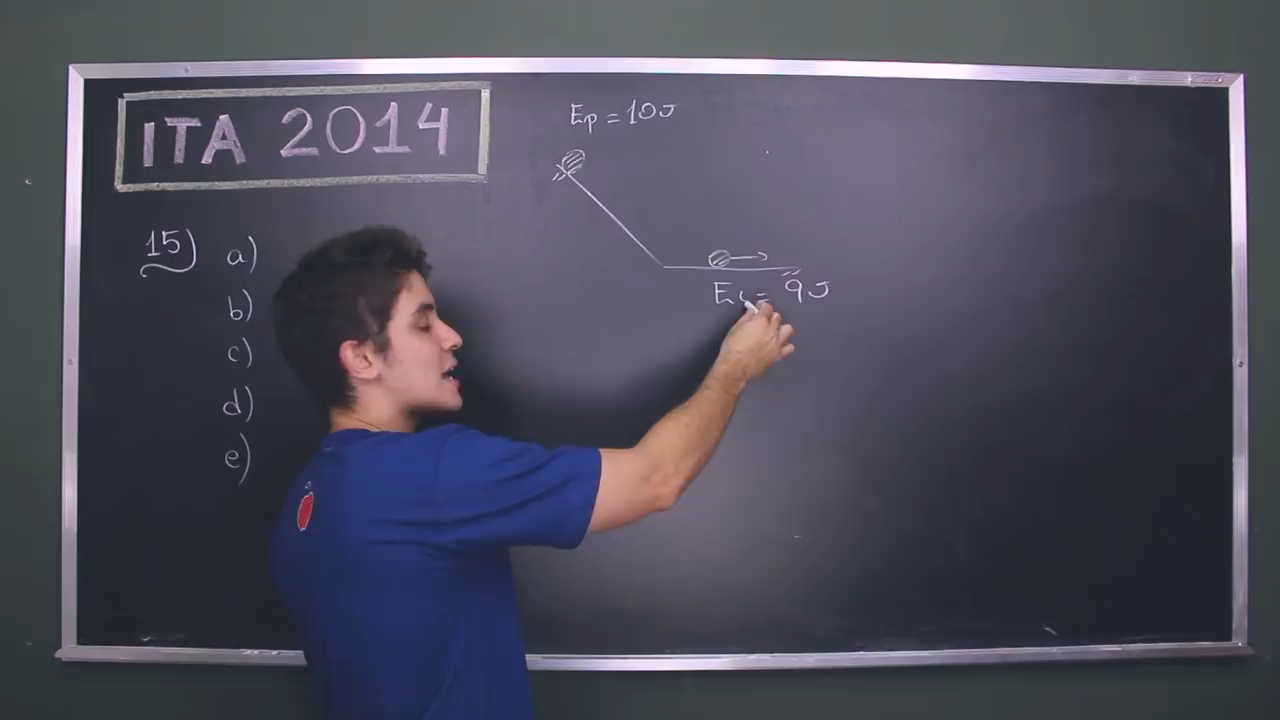 ITA 2014
Ep = 10J
15) a)
b)
c)
d)
e)
Ec = 9J